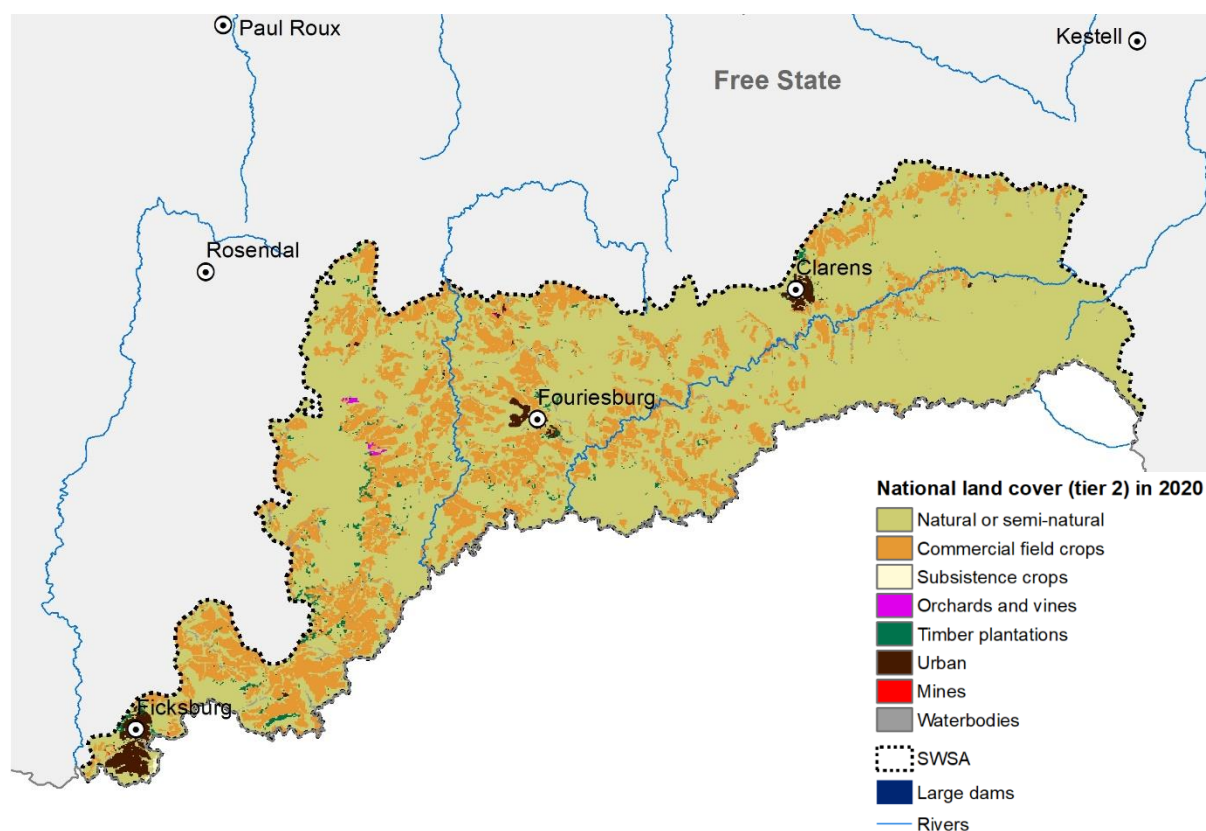 Paul Roux
Kestell
Free State
Rosendal
Clarens
Fouriesburg
Ficksburg
National land cover (tier 2) in 2020
Natural or semi-natural
Commercial field crops
Subsistence crops
Orchards and vines
Timber plantations
Urban
Mines
Waterbodies
SWSA
Large dams
Rivers